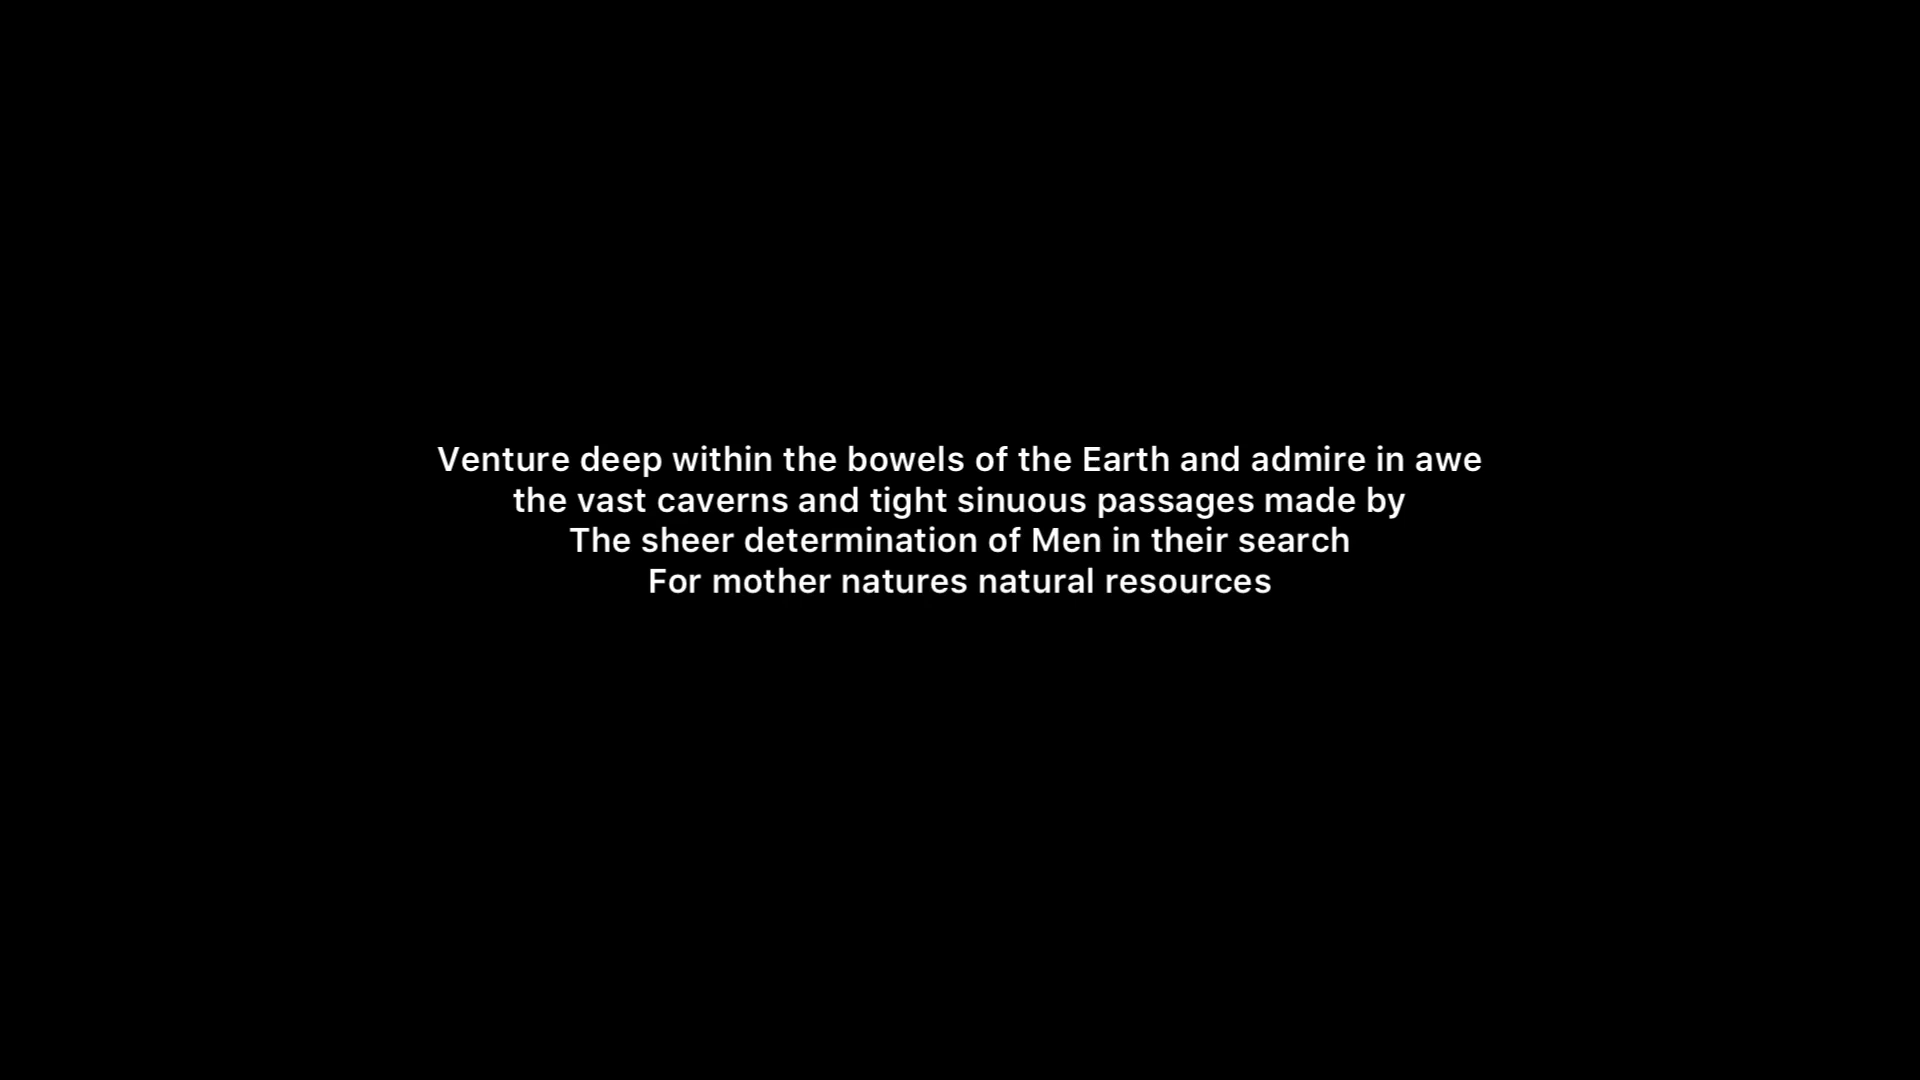 Venture deep within the bowels of the Earth and admire in awe
the vast caverns and tight sinuous passages made by
The sheer determination of Men in their search
For mother natures natural resources